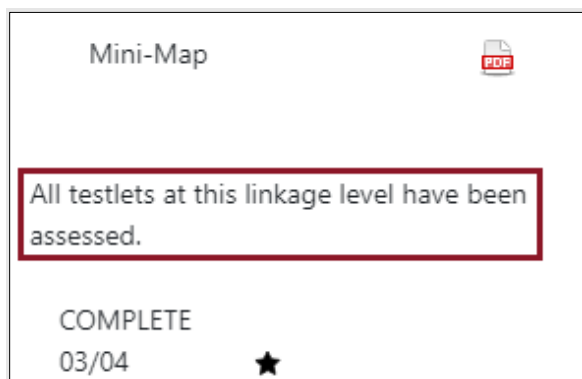 Mini-Map
PDF
All testlets at this linkage level have been
assessed.
COMPLETE
03/04